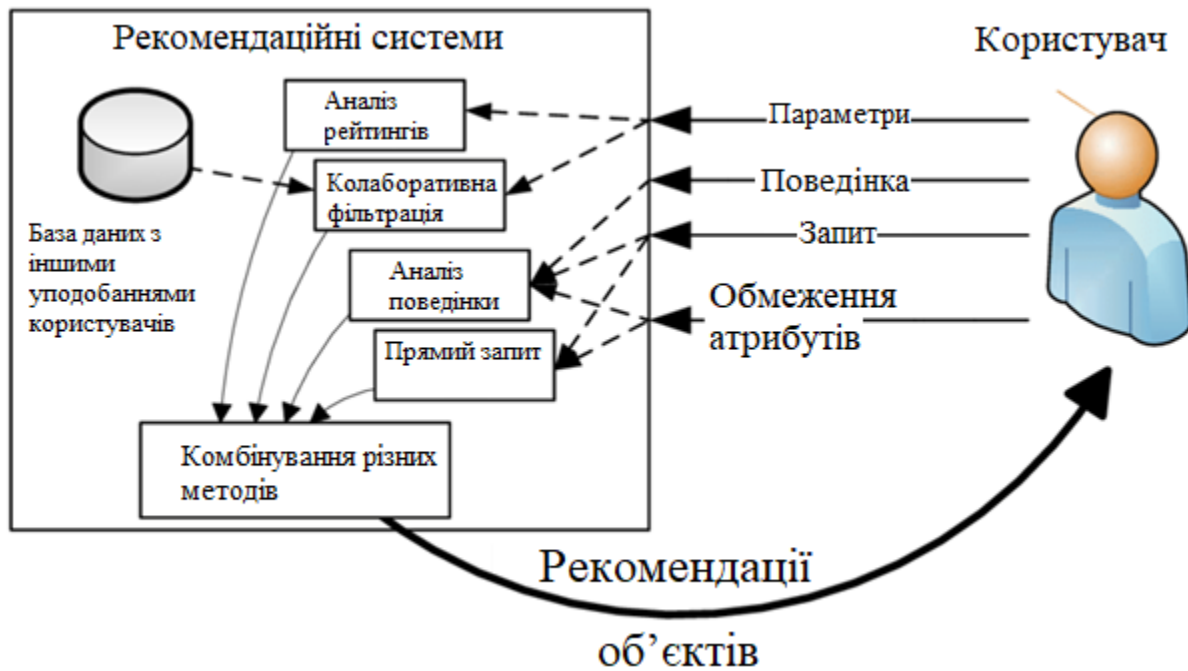 Рекомендаційні системи
Користувач
Аналіз
рейтингів
Колаборативна
фільтрація
База даних з
іншими
уподобаннями
користувачів
Аналіз
поведінки
Прямий запит
Комбінування різних
методів
Параметри
Поведінка
Запит
Обмеження
атрибутів
Рекомендації
об’єктів